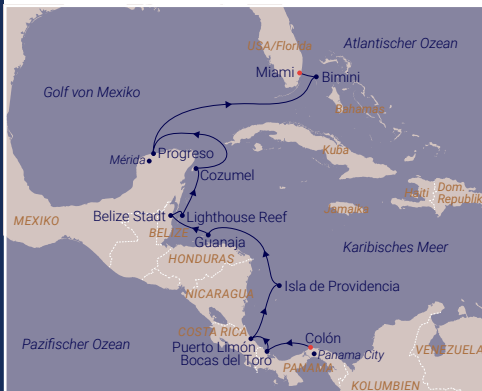 USA/Florida
Atlantischer Ozean
Miami
Bimini
Golf von Mexiko
Bahamas
Kuba
Progreso
Mérida
Cozumel
Haiti
Dom.
Republik
Jamaika
MEXIKO
Belize Stadt
Lighthouse Reef
BELIZE
Guanaja
Karibisches Meer
HONDURAS
Isla de Providencia
NICARAGUA
COSTA RICA
Colón
Pazifischer Ozean
Puerto Limón
Panama City
VENEZUELA
Bocas del Toro
PANAMA
KOLUMBIEN